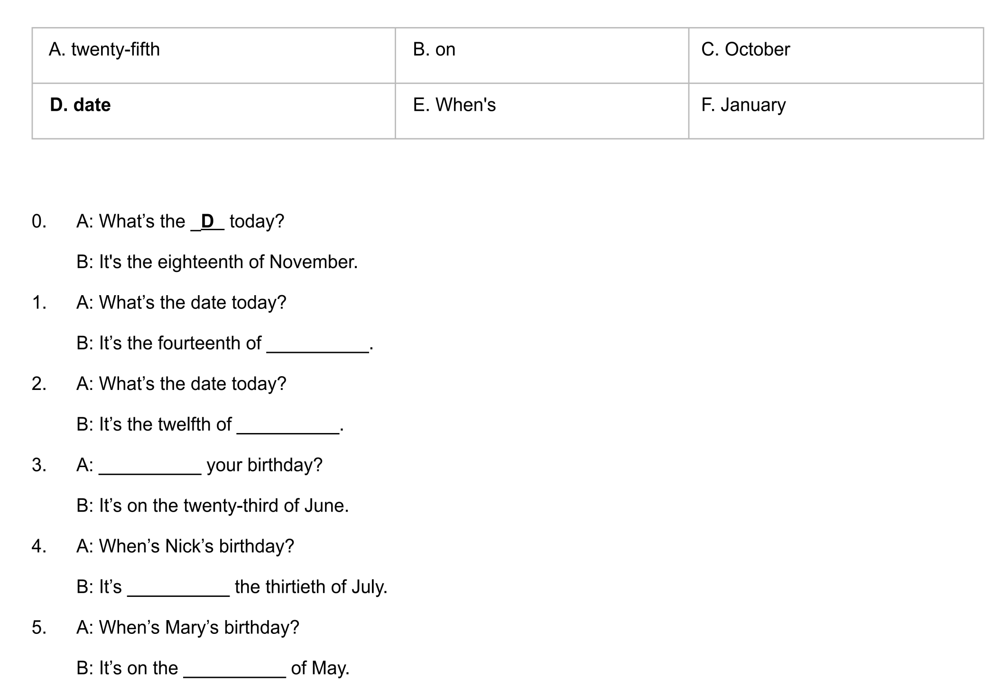 A. twenty-fifth B. on C. October
D. date E. When's F. January
0. A: What’s the _D__ today?
B: It's the eighteenth of November.
1. A: What’s the date today?
B: It’s the fourteenth of __________.
2. A: What’s the date today?
B: It’s the twelfth of __________.
3. A: __________ your birthday?
B: It’s on the twenty-third of June.
4. A: When’s Nick’s birthday?
B: It’s __________ the thirtieth of July.
5. A: When’s Mary’s birthday?
B: It’s on the __________ of May.